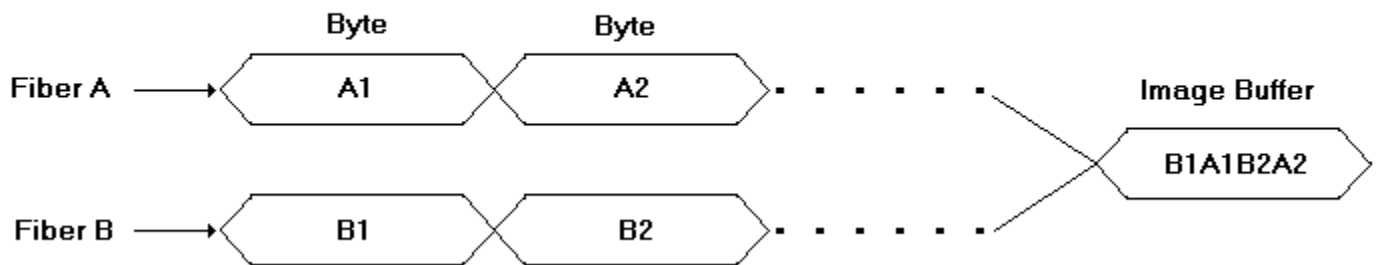 Byte
Byte
Fiber A
A1
A2
Image Buffer
B1A1B2A2
Fiber B
B1
B2